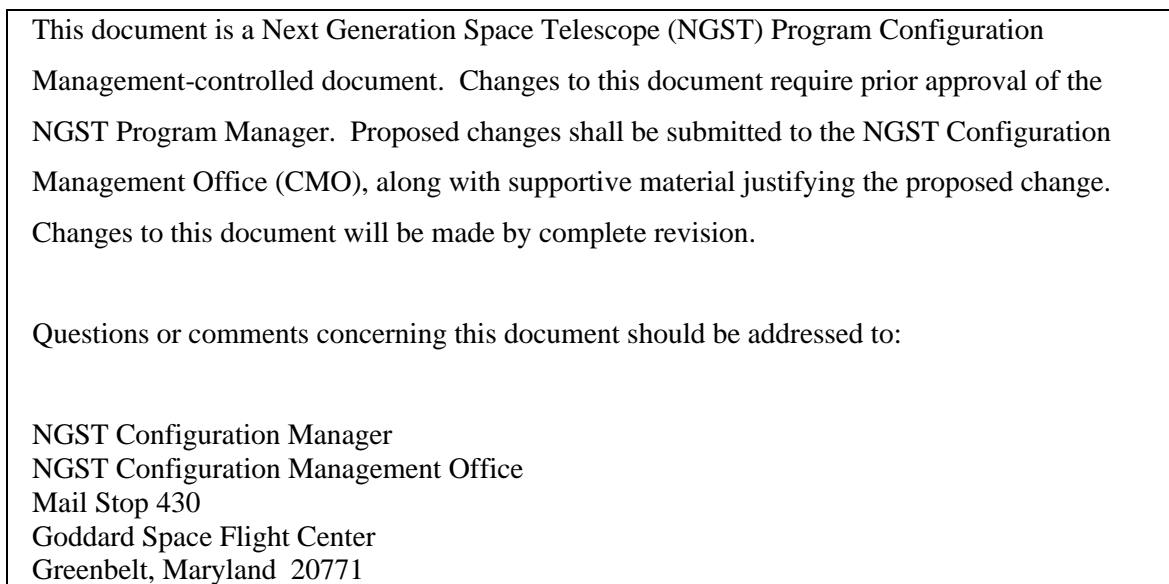 This document is a Next Generation Space Telescope (NGST) Program Configuration
Management-controlled document.  Changes to this document require prior approval of the
NGST Program Manager.  Proposed changes shall be submitted to the NGST Configuration
Management Office (CMO), along with supportive material justifying the proposed change.
Changes to this document will be made by complete revision.
Questions or comments concerning this document should be addressed to:
NGST Configuration Manager
NGST Configuration Management Office
Mail Stop 430
Goddard Space Flight Center
Greenbelt, Maryland  20771